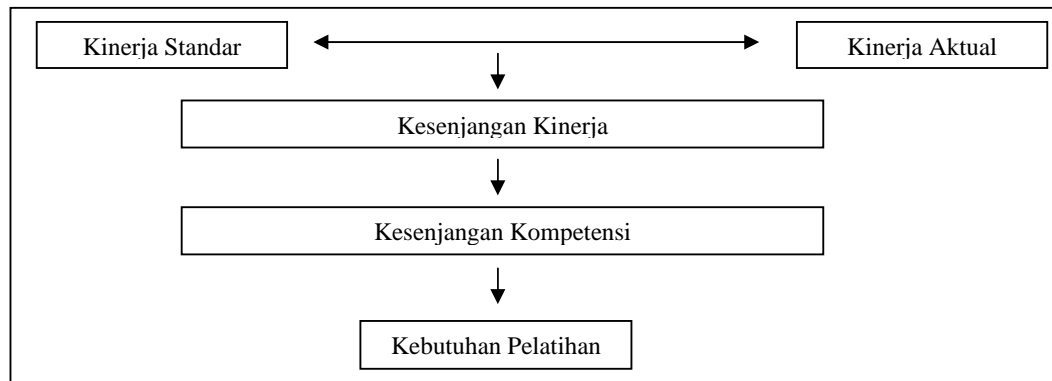 Kinerja Standar
Kinerja Aktual
Kesenjangan Kinerja
Kesenjangan Kompetensi
Kebutuhan Pelatihan